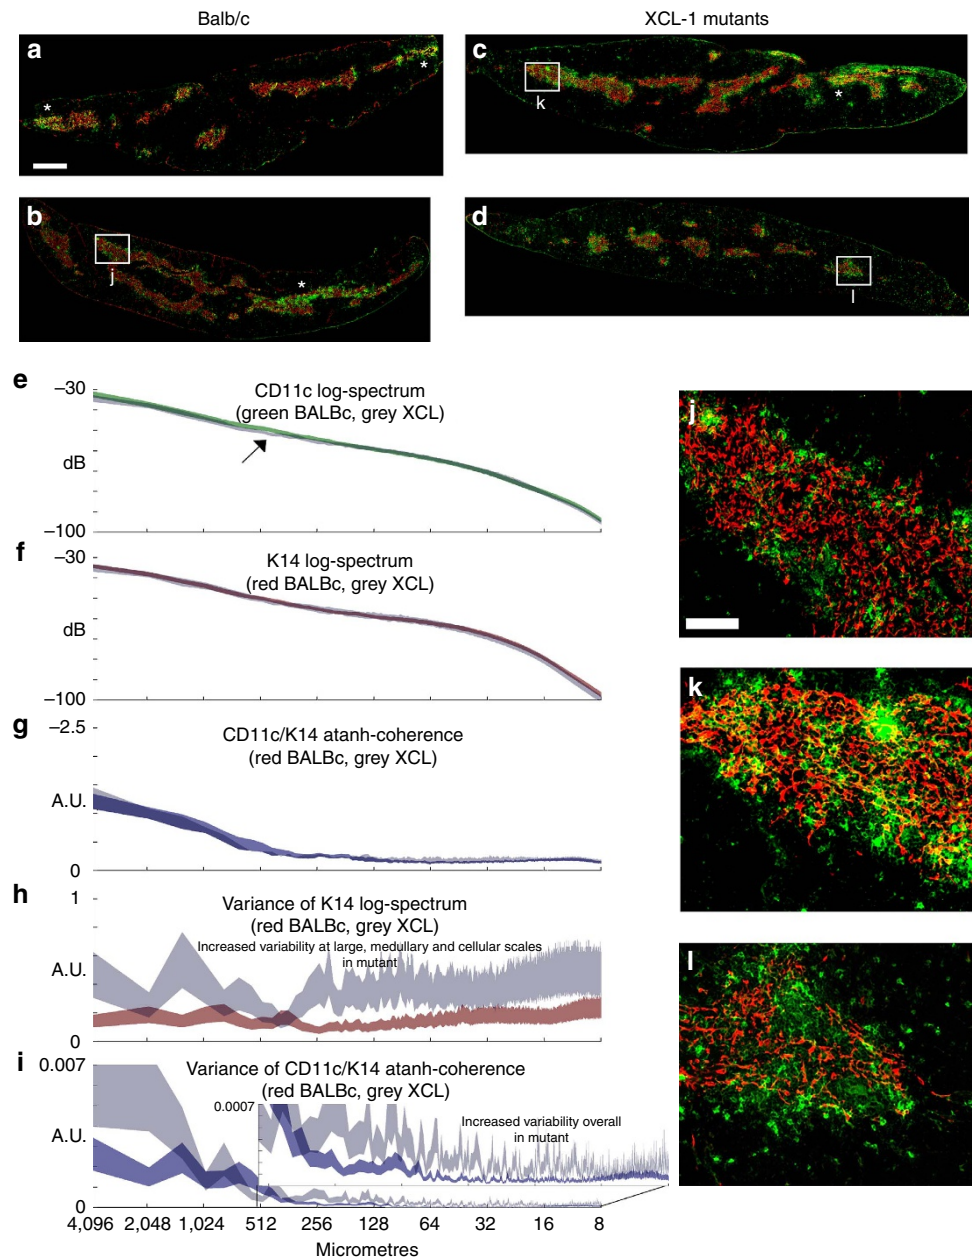 Balb/c
XCL-1 mutants
a
*
*
c
k
*
b
j
*
d
l
e
−30
CD11c log-spectrum
(green BALBc, grey XCL)
dB
−100
f
−30
K14 log-spectrum
(red BALBc, grey XCL)
dB
−100
g
−2.5
CD11c/K14 atanh-coherence
(red BALBc, grey XCL)
A.U.
0
h
1
Variance of K14 log-spectrum
(red BALBc, grey XCL)
Increased variability at large, medullary and cellular scales
in mutant
A.U.
0
i
0.007
Variance of CD11c/K14 atanh-coherence
(red BALBc, grey XCL)
0.0007
Increased variability overall
in mutant
A.U.
0
4,096 2,048 1,024 512 256 128 64 32 16 8
Micrometres
j
k
l